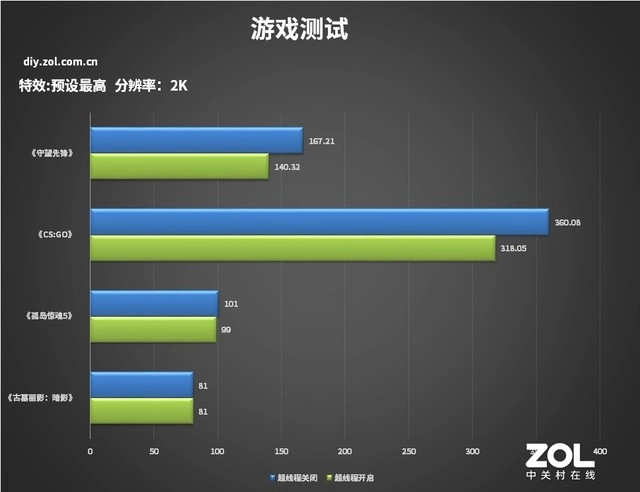 游戏测试
diy.zol.com.cn
特效:预设最高 分辨率：2K
《守望先锋》
167.21
140.32
《CS:GO》
360.08
318.05
《孤岛惊魂5》
101
99
《古墓丽影：暗影》
81
81
0 50 100 150 200 250 300 400
超线程关闭 超线程开启
ZOL
中关村在线